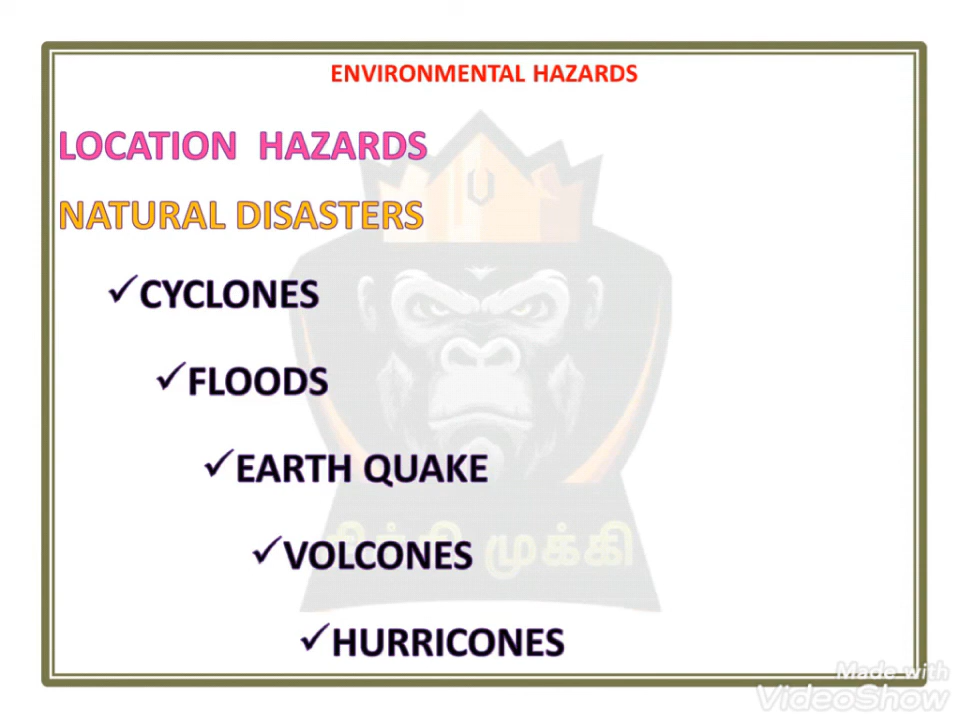 ENVIRONMENTAL HAZARDS
LOCATION HAZARDS
NATURAL DISASTERS
✓CYCLONES
✓FLOODS
✓EARTH QUAKE
✓VOLCONES
✓HURRICONES
முக்கி
Made with
VideoShow